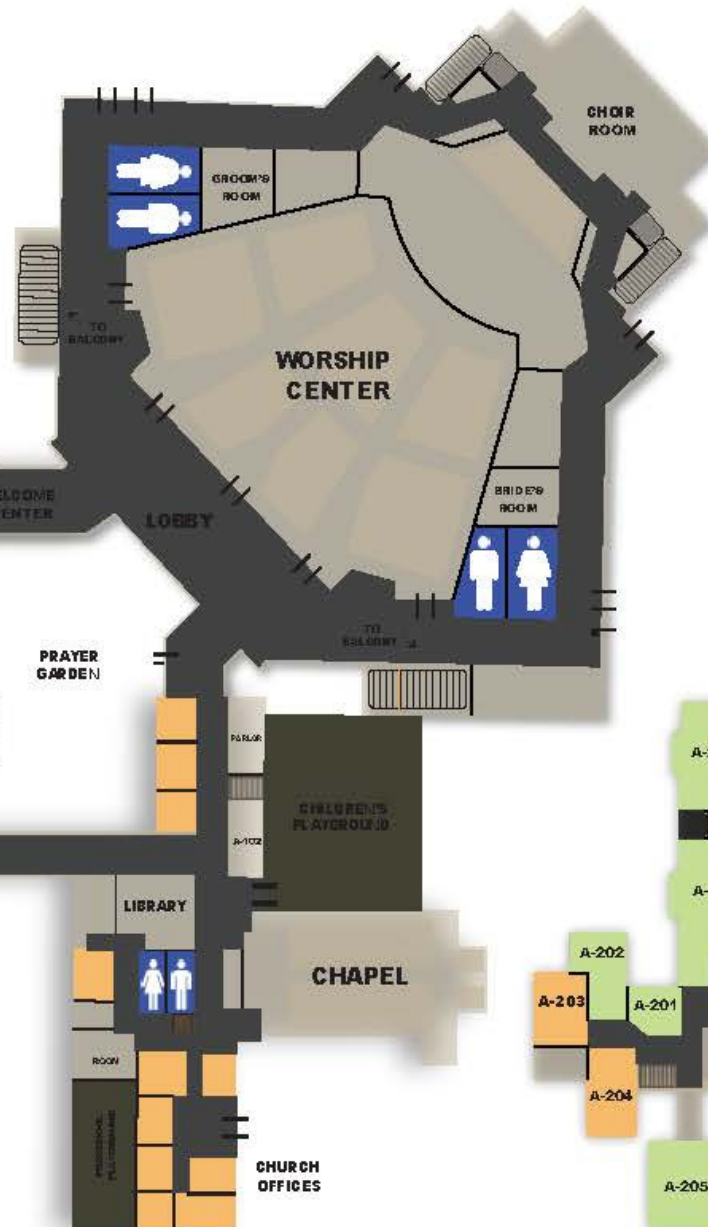 CHOIR
ROOM
GROOM'S
ROOM
TO
BALCONY
WORSHIP
CENTER
ELCOME
ENTER
LOBBY
BRIDE'S
ROOM
TO
BALCONY
PRAYER
GARDEN
PARLOR
CHILDREN'S
PLAYGROUND
A-102
LIBRARY
CHAPEL
ROOM
CHURCH
OFFICES
A-
A-
A-202
A-203
A-201
A-204
A-205